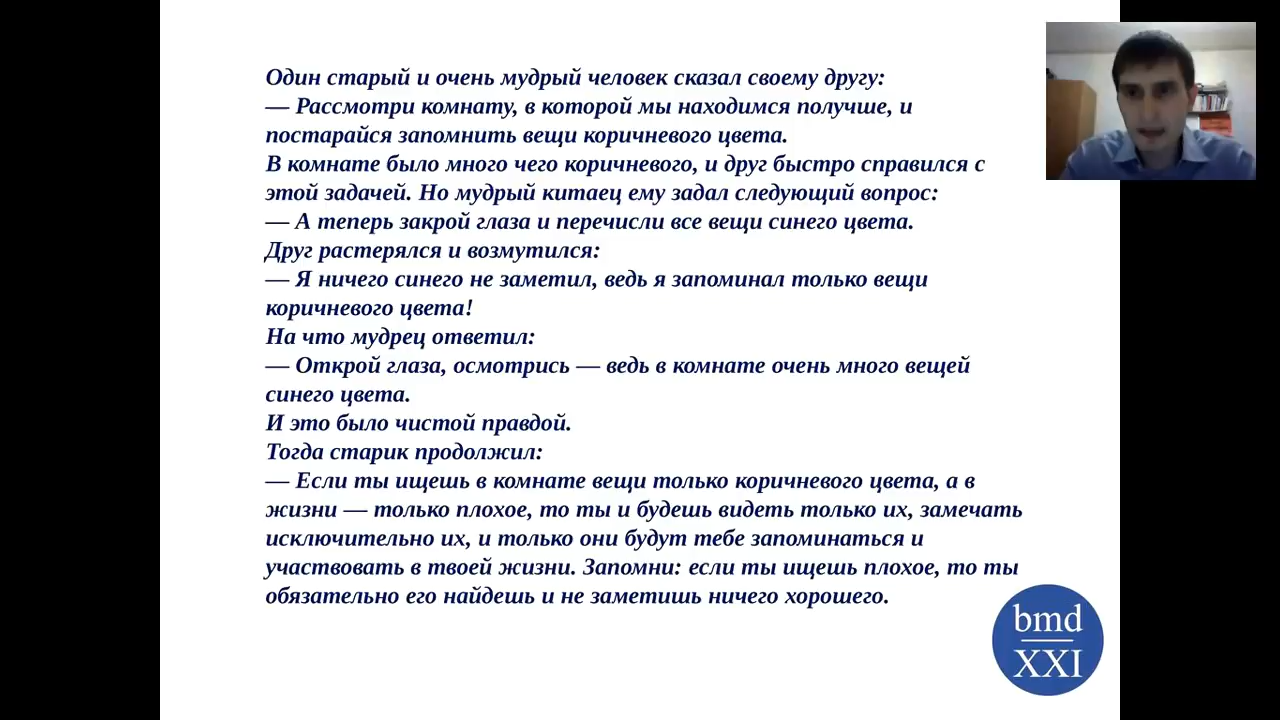 Один старый и очень мудрый человек сказал своему другу:
— Рассмотри комнату, в которой мы находимся получше, и
постарайся запомнить вещи коричневого цвета.
В комнате было много чего коричневого, и друг быстро справился с
этой задачей. Но мудрый китаец ему задал следующий вопрос:
— А теперь закрой глаза и перечисли все вещи синего цвета.
Друг растерялся и возмутился:
— Я ничего синего не заметил, ведь я запоминал только вещи
коричневого цвета!
На что мудрец ответил:
— Открой глаза, осмотрись — ведь в комнате очень много вещей
синего цвета.
И это было чистой правдой.
Тогда старик продолжил:
— Если ты ищешь в комнате вещи только коричневого цвета, а в
жизни — только плохое, то ты и будешь видеть только их, замечать
исключительно их, и только они будут тебе запоминаться и
участвовать в твоей жизни. Запомни: если ты ищешь плохое, то ты
обязательно его найдешь и не заметишь ничего хорошего.
bmd
XXI